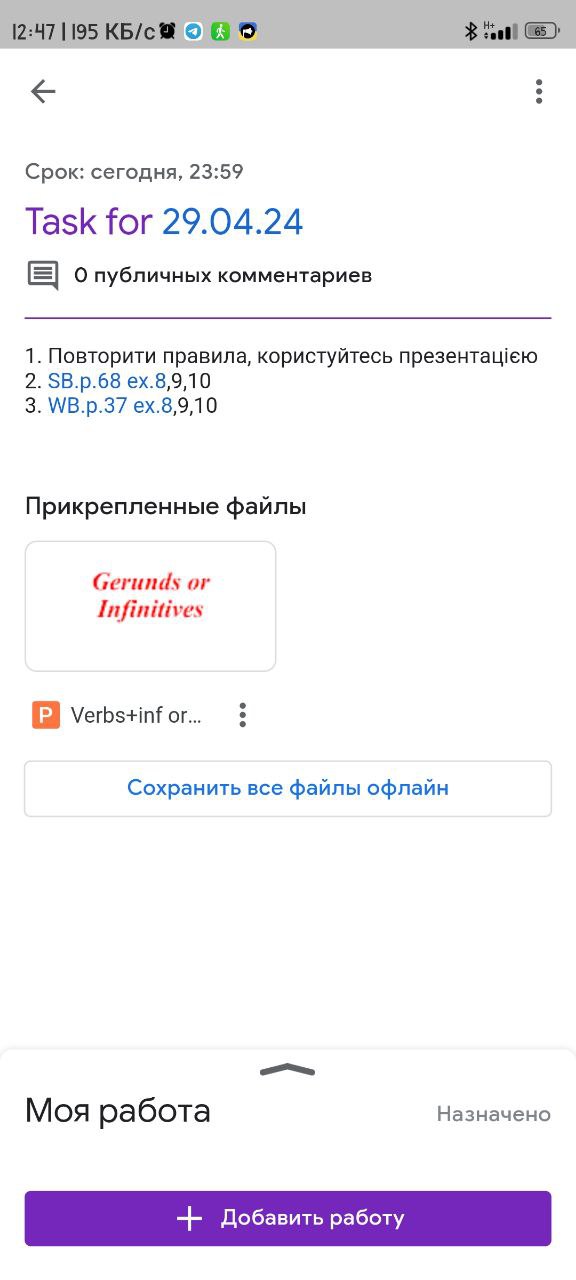 12:47 | 195 КБ/с
H+
65
Срок: сегодня, 23:59
Task for 29.04.24
0 публичных комментариев
1. Повторити правила, користуйтесь презентацією
2. SB.p.68 ex.8,9,10
3. WB.p.37 ex.8,9,10
Прикрепленные файлы
Gerunds or
Infinitives
P Verbs+inf or...
Сохранить все файлы офлайн
Моя работа
Назначено
Добавить работу